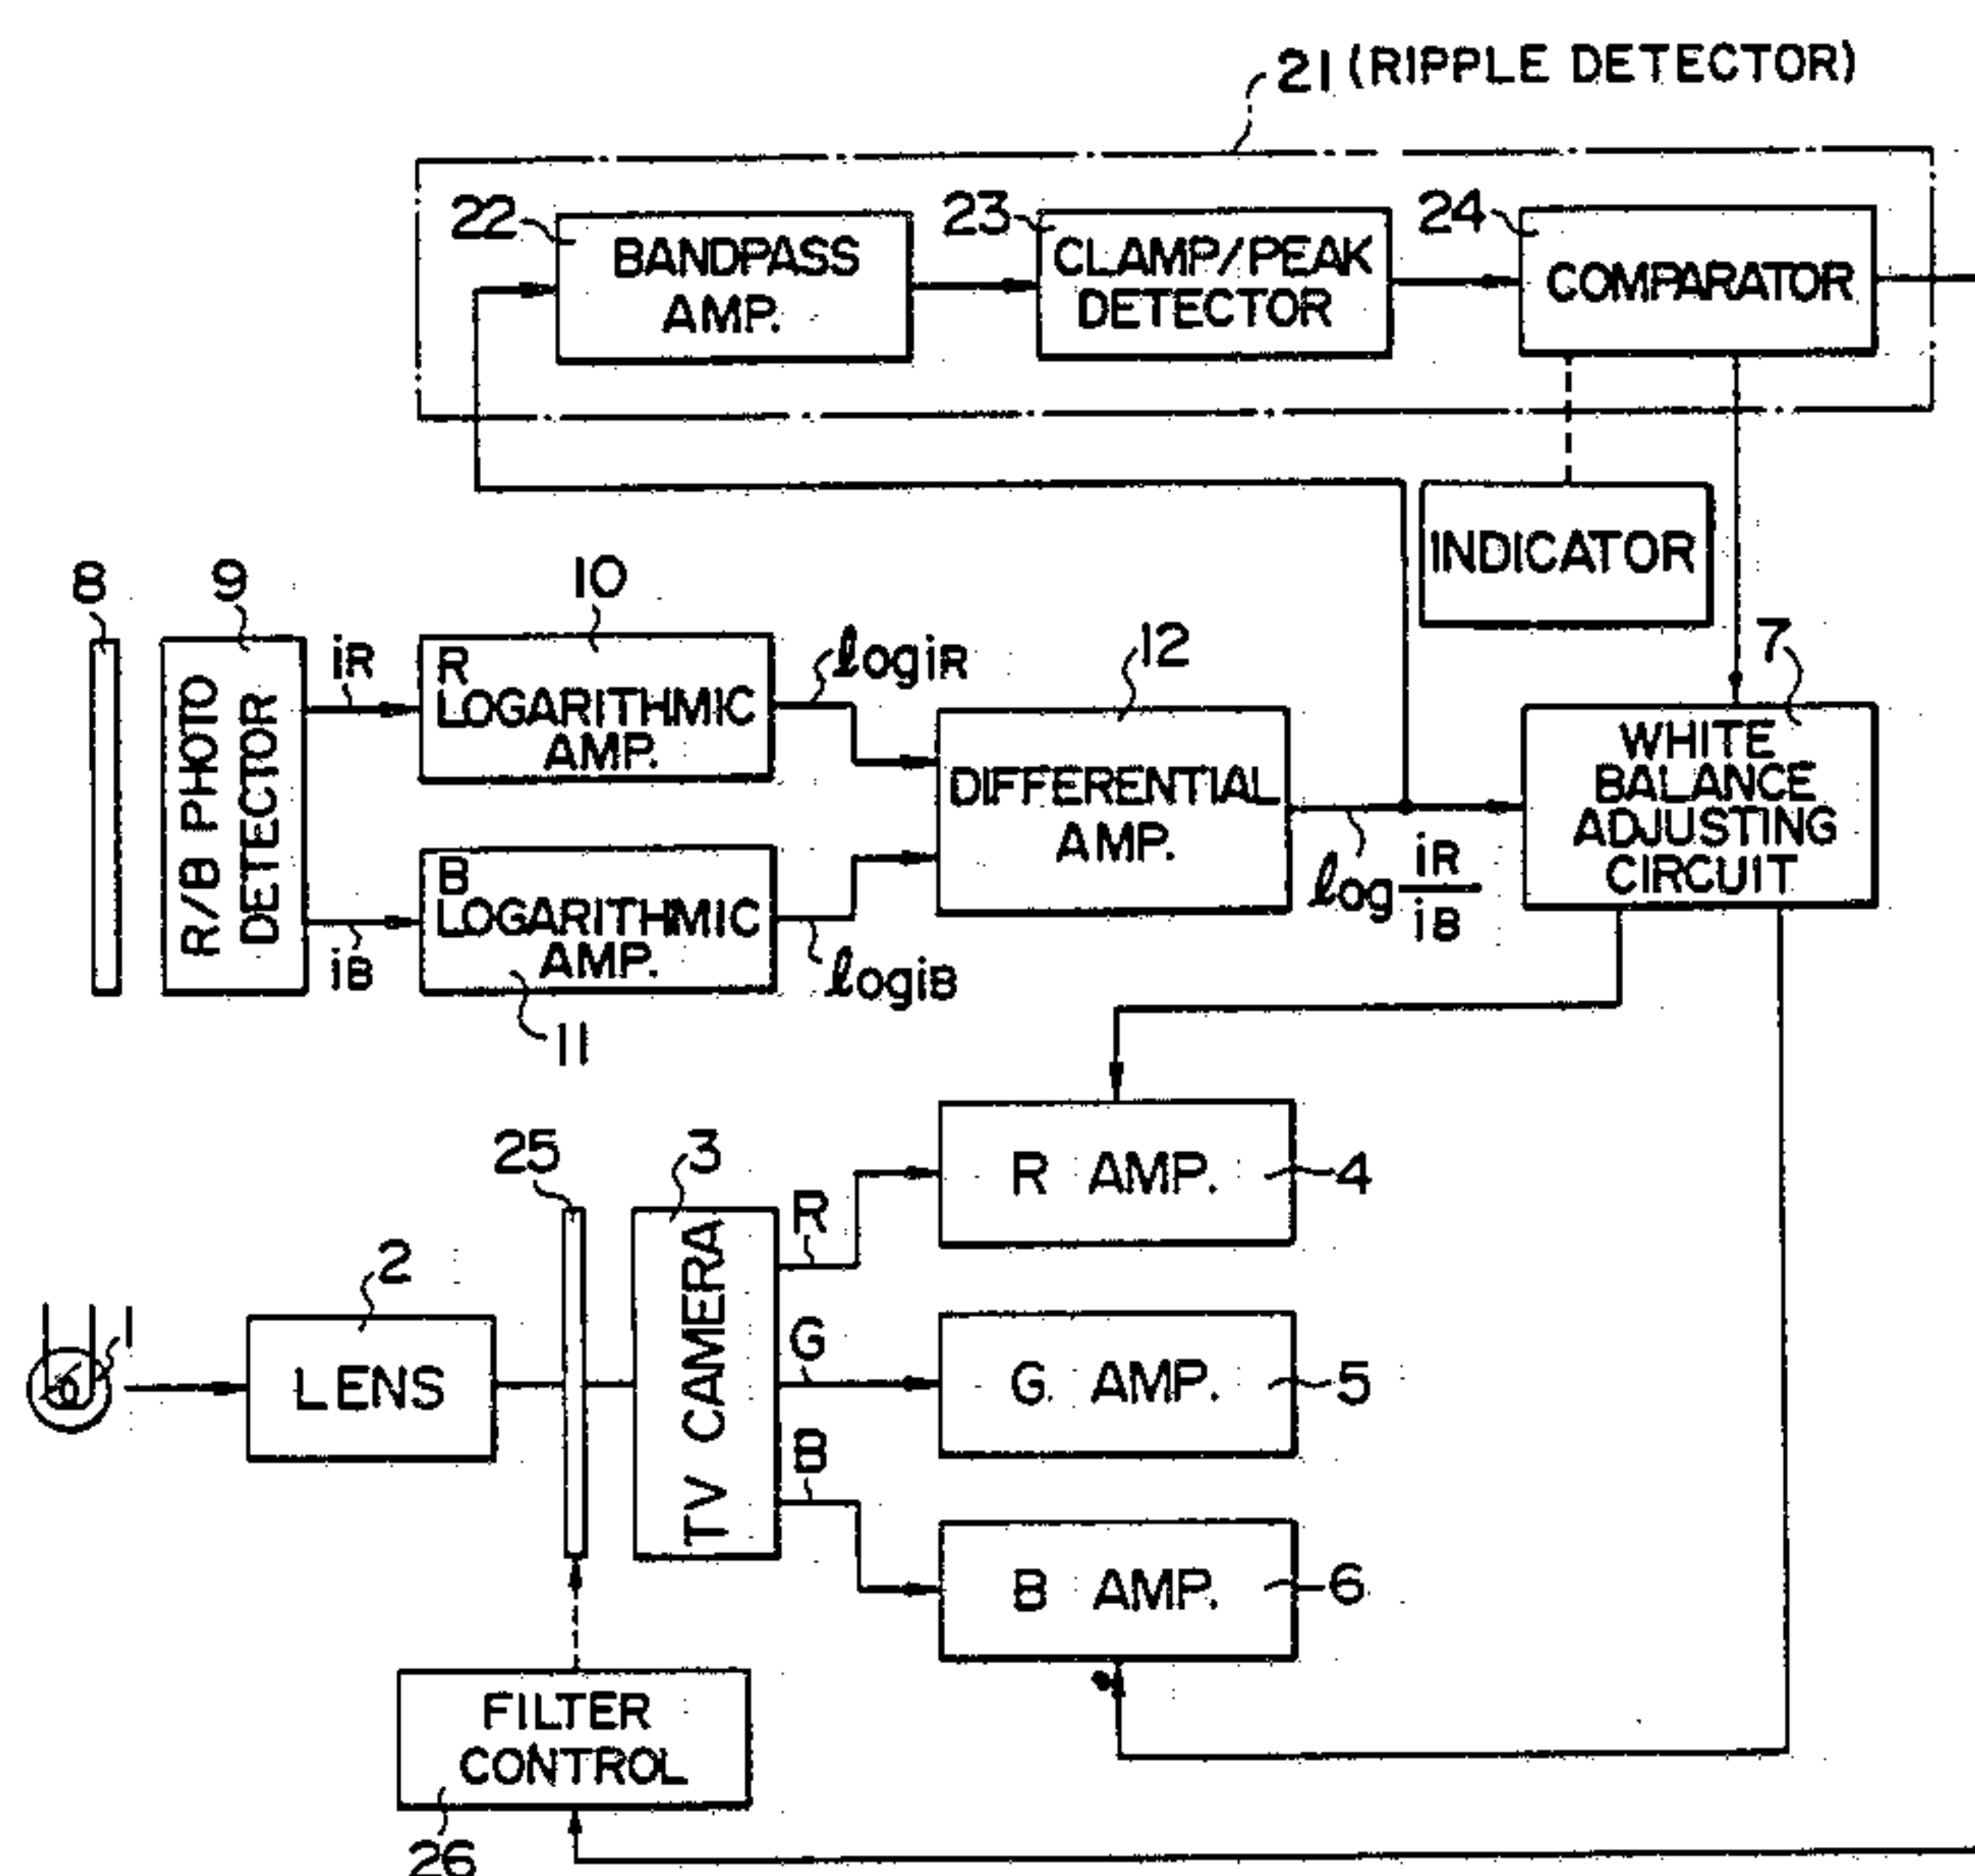 21 (RIPPLE DETECTOR)
22
BANDPASS
AMP.
23
CLAMP/PEAK
DETECTOR
24
COMPARATOR
INDICATOR
8
9
R/B PHOTO
DETECTOR
iR
iB
10
R
LOGARITHMIC
AMP.
logiR
B
LOGARITHMIC
AMP.
11
logiB
12
DIFFERENTIAL
AMP.
log iR/iB
7
WHITE
BALANCE
ADJUSTING
CIRCUIT
1
2
LENS
25
3
TV CAMERA
R
G
B
R AMP.
4
G. AMP.
5
B AMP.
6
FILTER
CONTROL
26